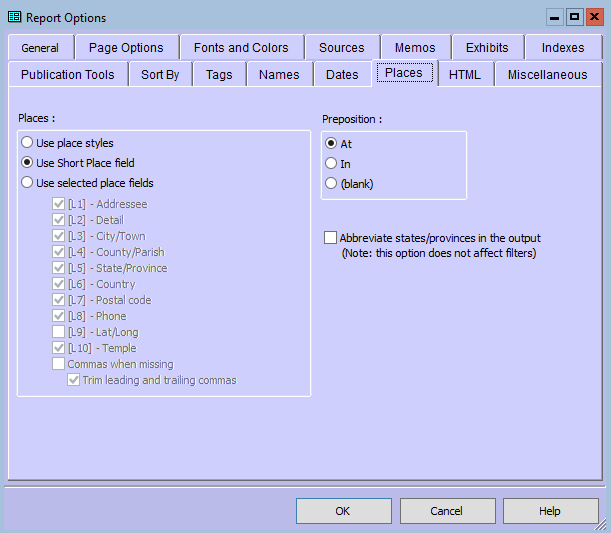 Report Options
General
Page Options
Fonts and Colors
Sources
Memos
Exhibits
Indexes
Publication Tools
Sort By
Tags
Names
Dates
Places
HTML
Miscellaneous
Places :
Use place styles
Use Short Place field
Use selected place fields
[L1] - Addressee
[L2] - Detail
[L3] - City/Town
[L4] - County/Parish
[L5] - State/Province
[L6] - Country
[L7] - Postal code
[L8] - Phone
[L9] - Lat/Long
[L10] - Temple
Commas when missing
Trim leading and trailing commas
Preposition :
At
In
(blank)
Abbreviate states/provinces in the output
(Note: this option does not affect filters)
OK
Cancel
Help